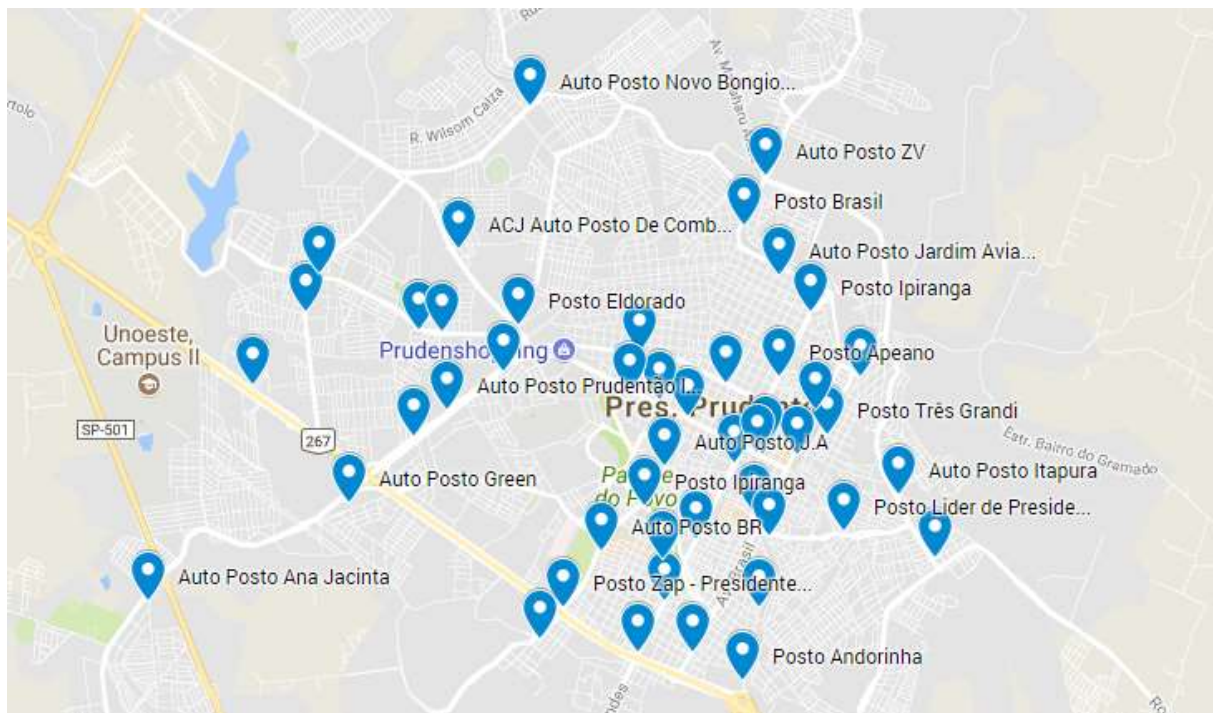 Auto Posto Novo Bongio...
R. Wilsom Calza
Auto Posto ZV
Posto Brasil
ACJ Auto Posto De Comb...
Auto Posto Jardim Avia...
Posto Ipiranga
Posto Eldorado
Unoeste,
Campus II
Prudenshopping
Posto Apeano
Auto Posto Prudentão
Pres. Prudente
Posto Três Grandi
SP-501
267
Auto Posto J.A
Estr. Bairro do Gramado
Auto Posto Green
Posto Ipiranga
Auto Posto Itapura
do Povo
Posto Lider de Preside...
Auto Posto BR
Auto Posto Ana Jacinta
Posto Zap - Presidente...
Posto Andorinha